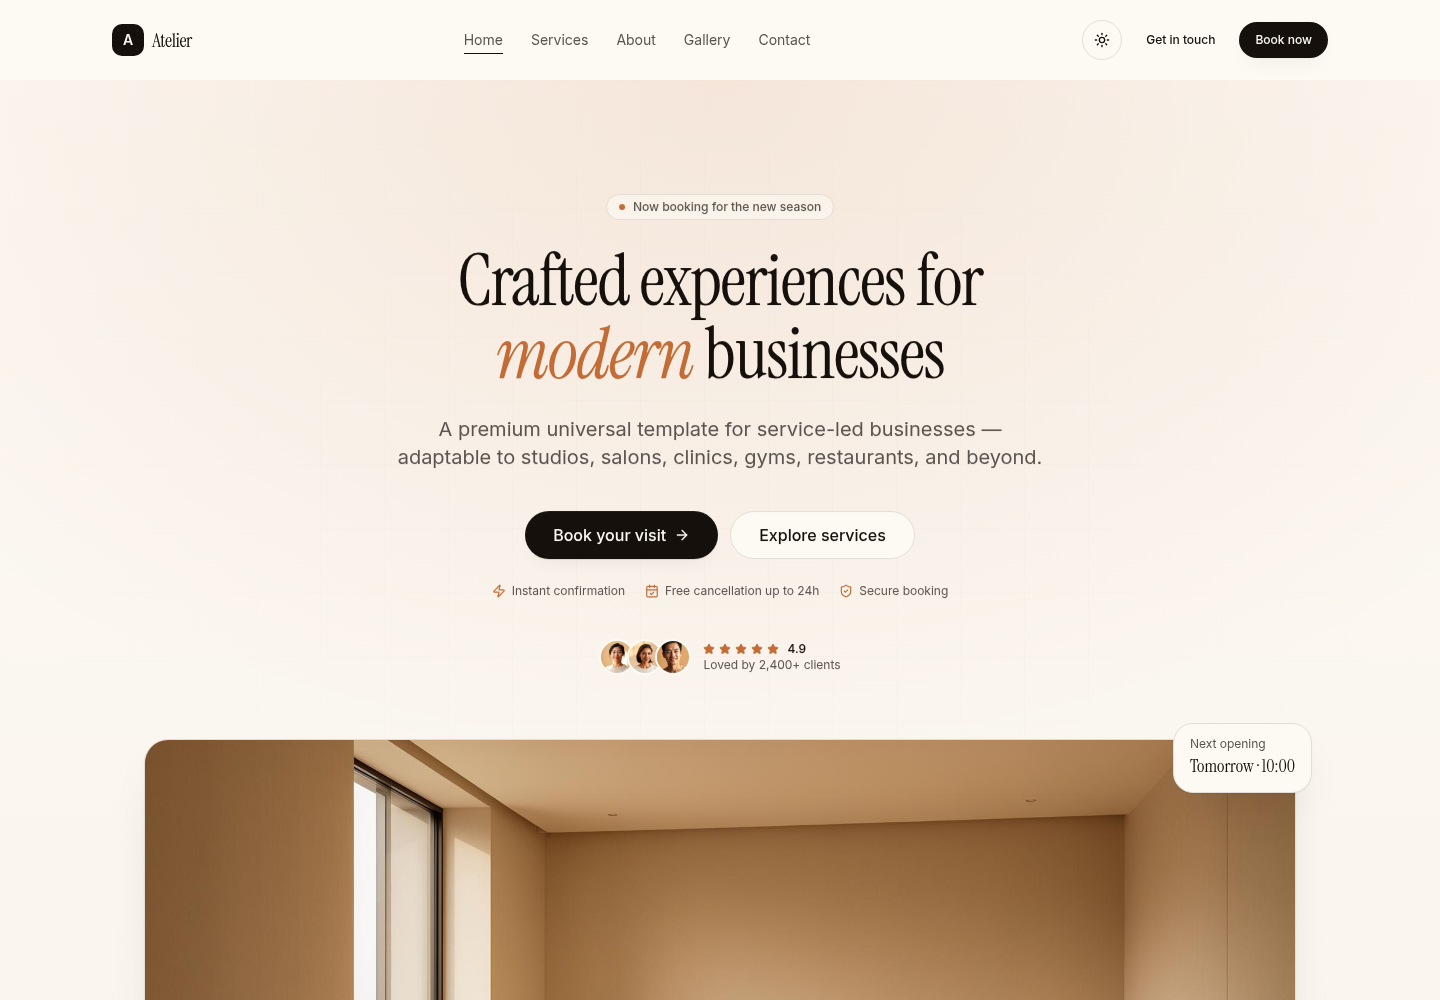 A
Atelier
Home
Services
About
Gallery
Contact
Get in touch
Book now
Now booking for the new season
Crafted experiences for
modern businesses
A premium universal template for service-led businesses —
adaptable to studios, salons, clinics, gyms, restaurants, and beyond.
Book your visit →
Explore services
Instant confirmation
Free cancellation up to 24h
Secure booking
4.9
Loved by 2,400+ clients
Next opening
Tomorrow · 10:00